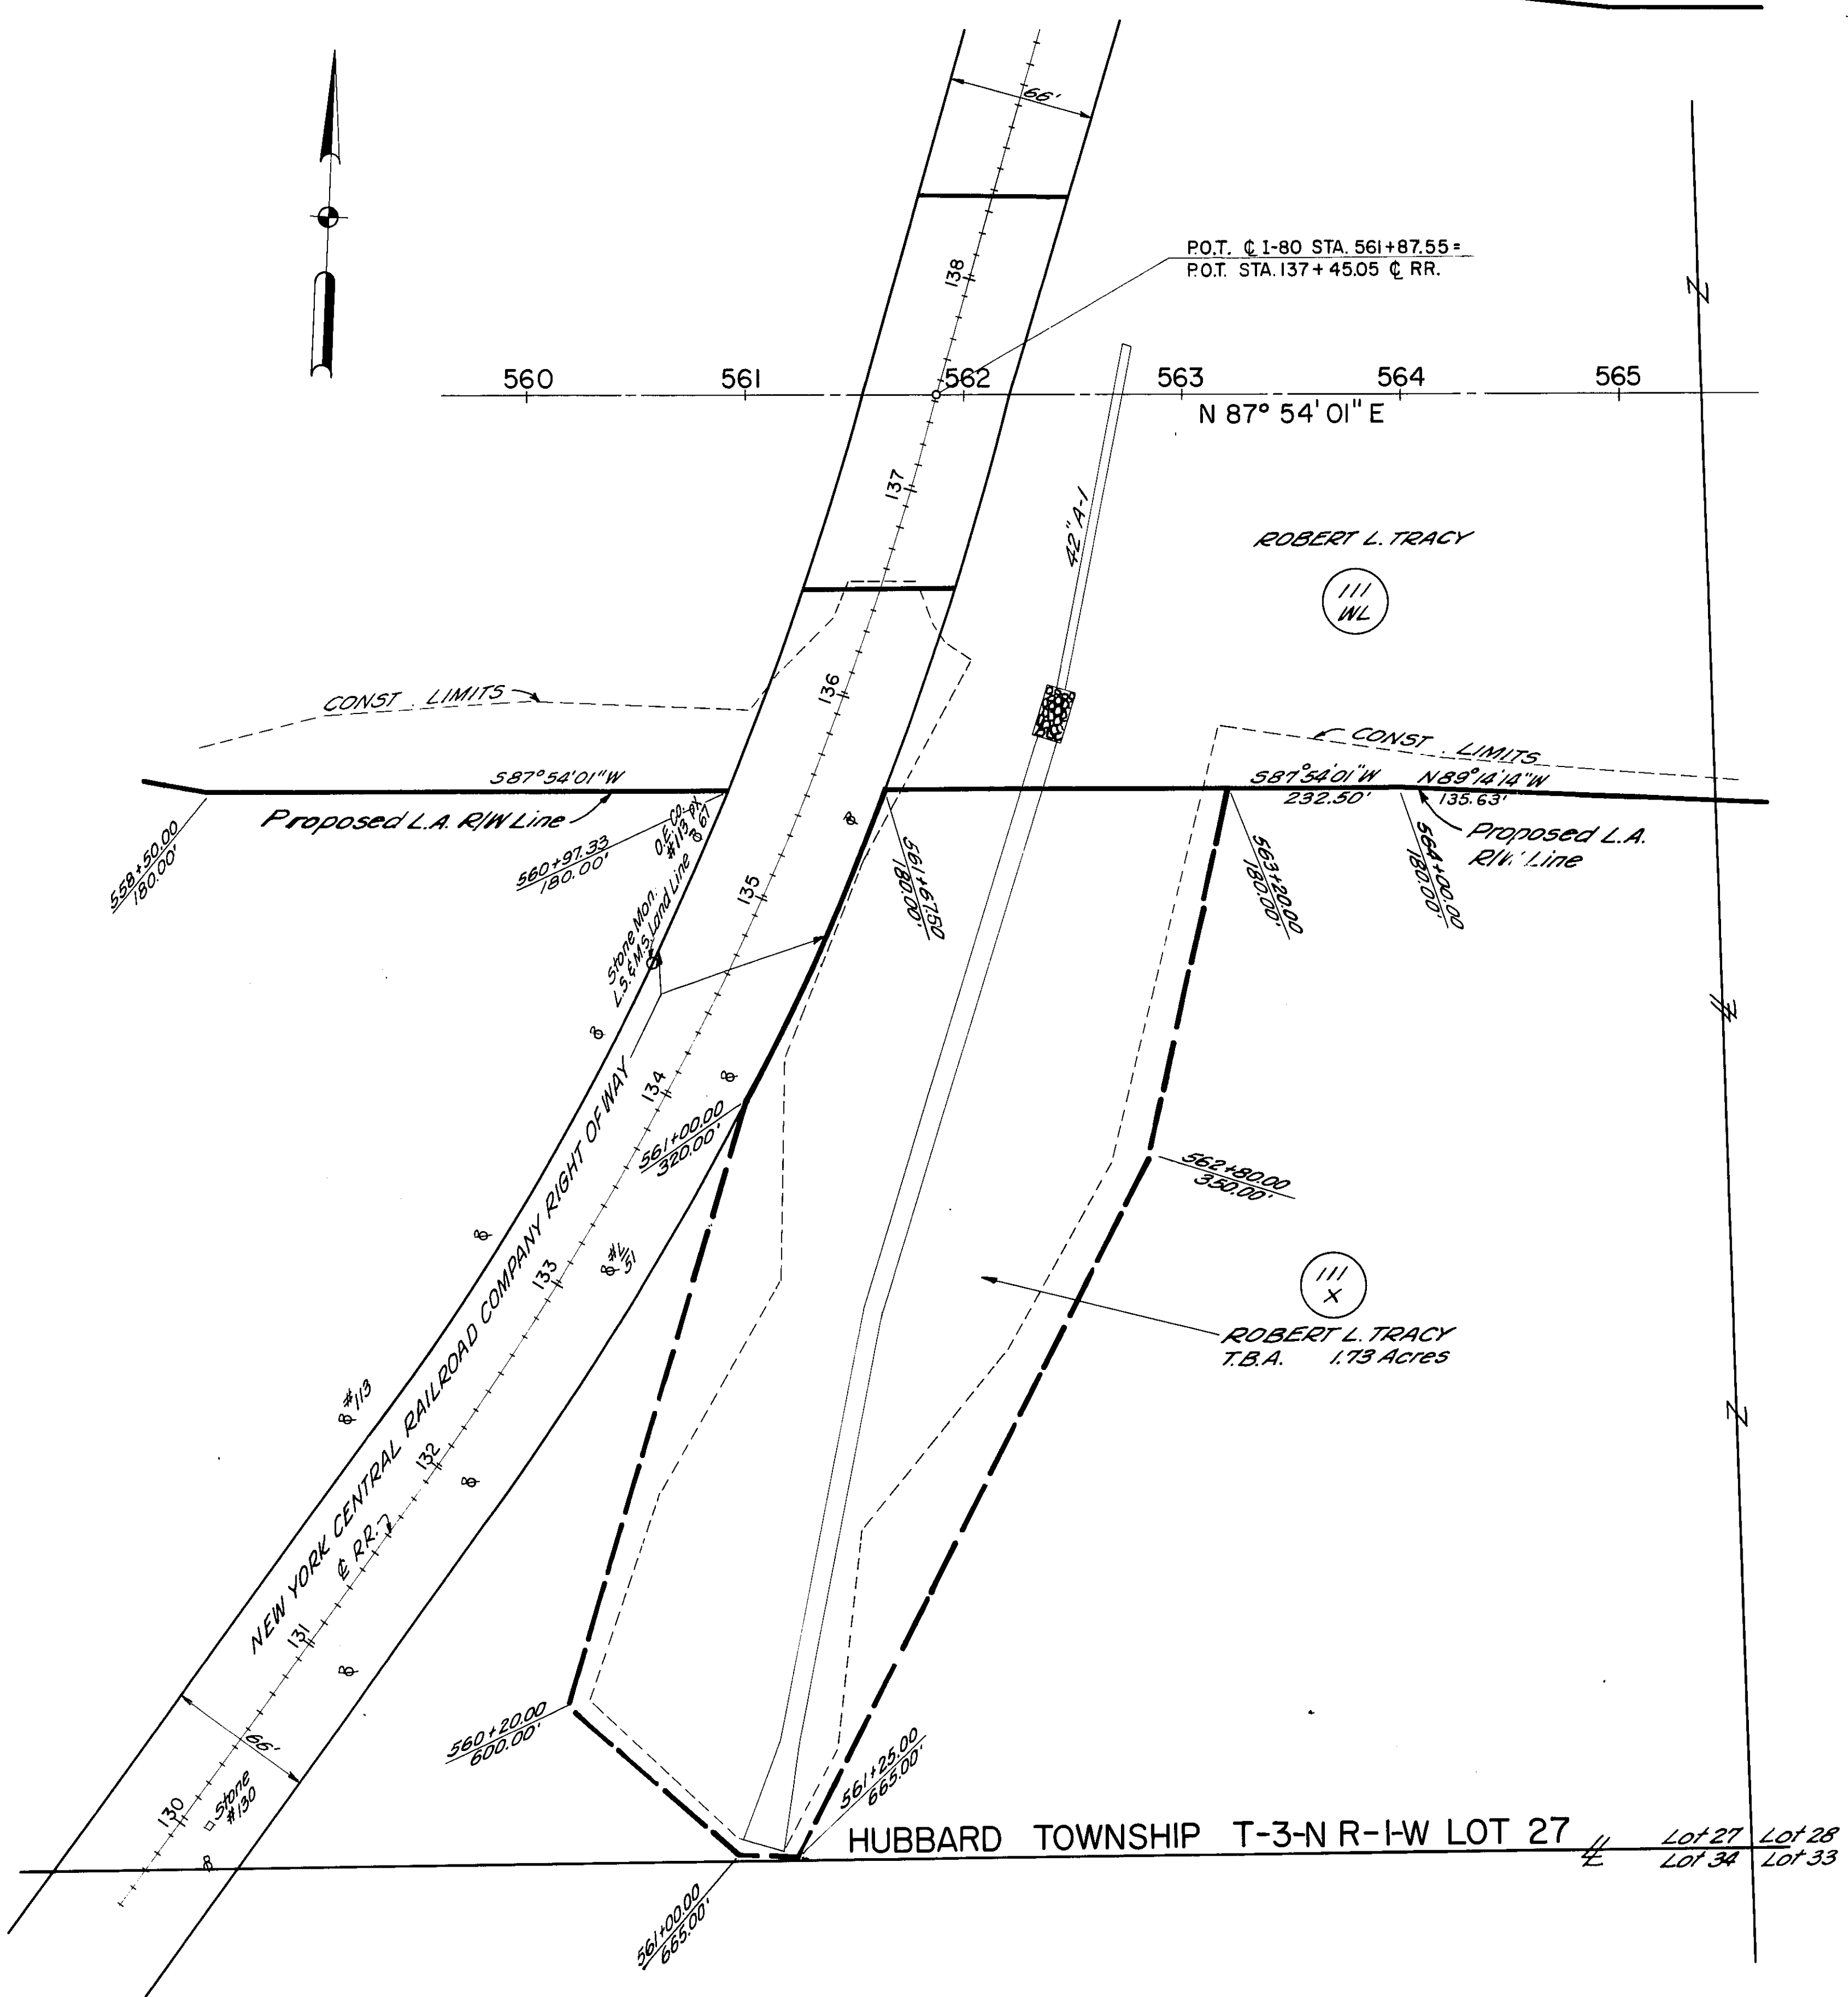 66'
138
P.O.T. ℄ I-80 STA. 561+87.55 =
P.O.T. STA. 137+45.05 ℄ RR.
560 561 562 563 564 565
N 87° 54' 01" E
137
42" A-1
ROBERT L. TRACY
111
WL
136
CONST. LIMITS
CONST. LIMITS
S87°54'01"W
S87°54'01"W
232.50'
N89°14'14"W
135.63'
Proposed L.A. R/W Line
Proposed L.A.
R/W Line
558+50.00
180.00'
560+97.33
180.00'
O.E. CO.
#113 PX
67
561+67.50
180.00'
563+20.00
180.00'
564+00.00
180.00'
135
Stone Mon.
L.S.&M.S. Land Line
134
561+00.00
320.00'
562+80.00
350.00'
NEW YORK CENTRAL RAILROAD COMPANY RIGHT OF WAY
133
#L
51
111
X
ROBERT L. TRACY
T.B.A. 1.73 Acres
#113
132
℄ RR.
131
560+20.00
600.00'
66'
561+25.00
665.00'
130
Stone
#130
HUBBARD TOWNSHIP T-3-N R-1-W LOT 27
Lot 27 Lot 28
Lot 34 Lot 33
561+00.00
665.00'